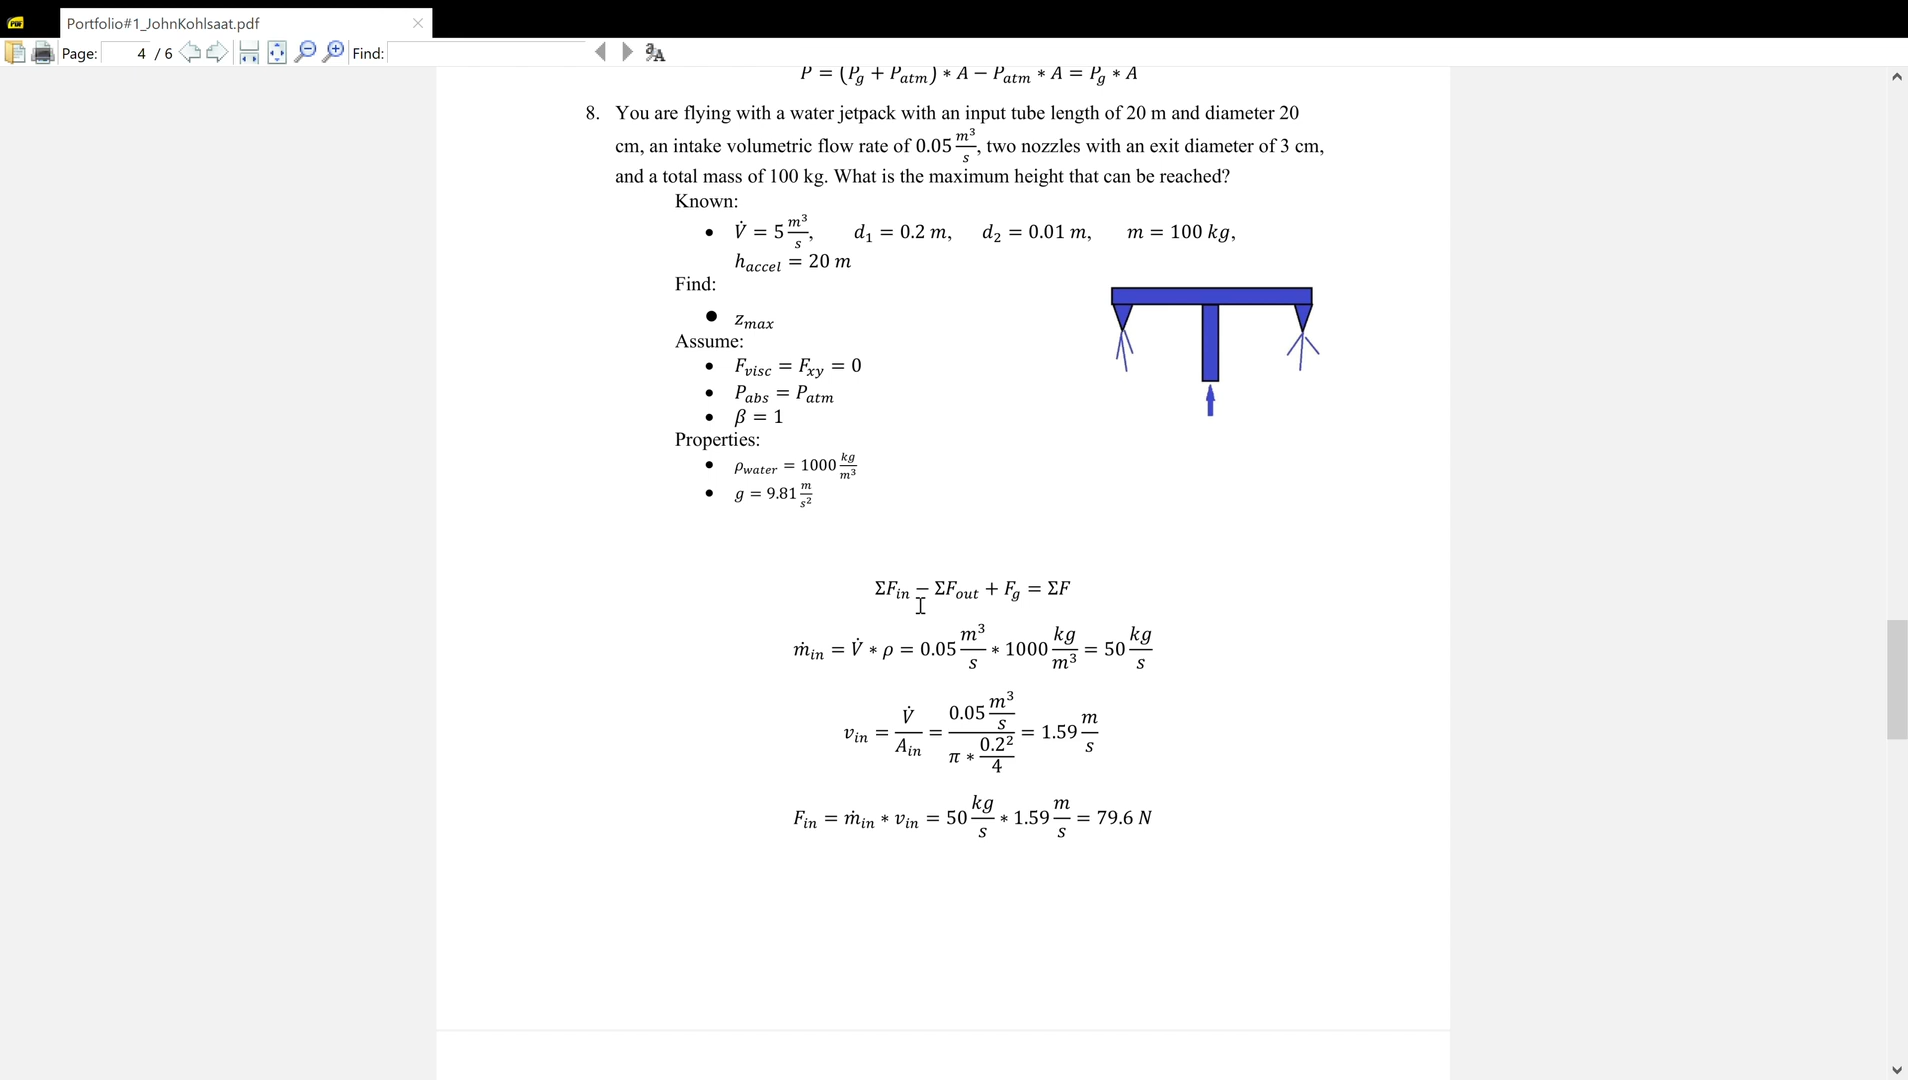 Portfolio#1_JohnKohlsaat.pdf
Page: 4 / 6 Find:
P = (P_g + P_atm) * A − P_atm * A = P_g * A
8. You are flying with a water jetpack with an input tube length of 20 m and diameter 20
cm, an intake volumetric flow rate of 0.05 m³/s, two nozzles with an exit diameter of 3 cm,
and a total mass of 100 kg. What is the maximum height that can be reached?
Known:
• V̇ = 5 m³/s, d₁ = 0.2 m, d₂ = 0.01 m, m = 100 kg,
h_accel = 20 m
Find:
• z_max
Assume:
• F_visc = F_xy = 0
• P_abs = P_atm
• β = 1
Properties:
• ρ_water = 1000 kg/m³
• g = 9.81 m/s²
ΣF_in − ΣF_out + F_g = ΣF
ṁ_in = V̇ * ρ = 0.05 m³/s * 1000 kg/m³ = 50 kg/s
v_in = V̇/A_in = (0.05 m³/s)/(π * 0.2²/4) = 1.59 m/s
F_in = ṁ_in * v_in = 50 kg/s * 1.59 m/s = 79.6 N